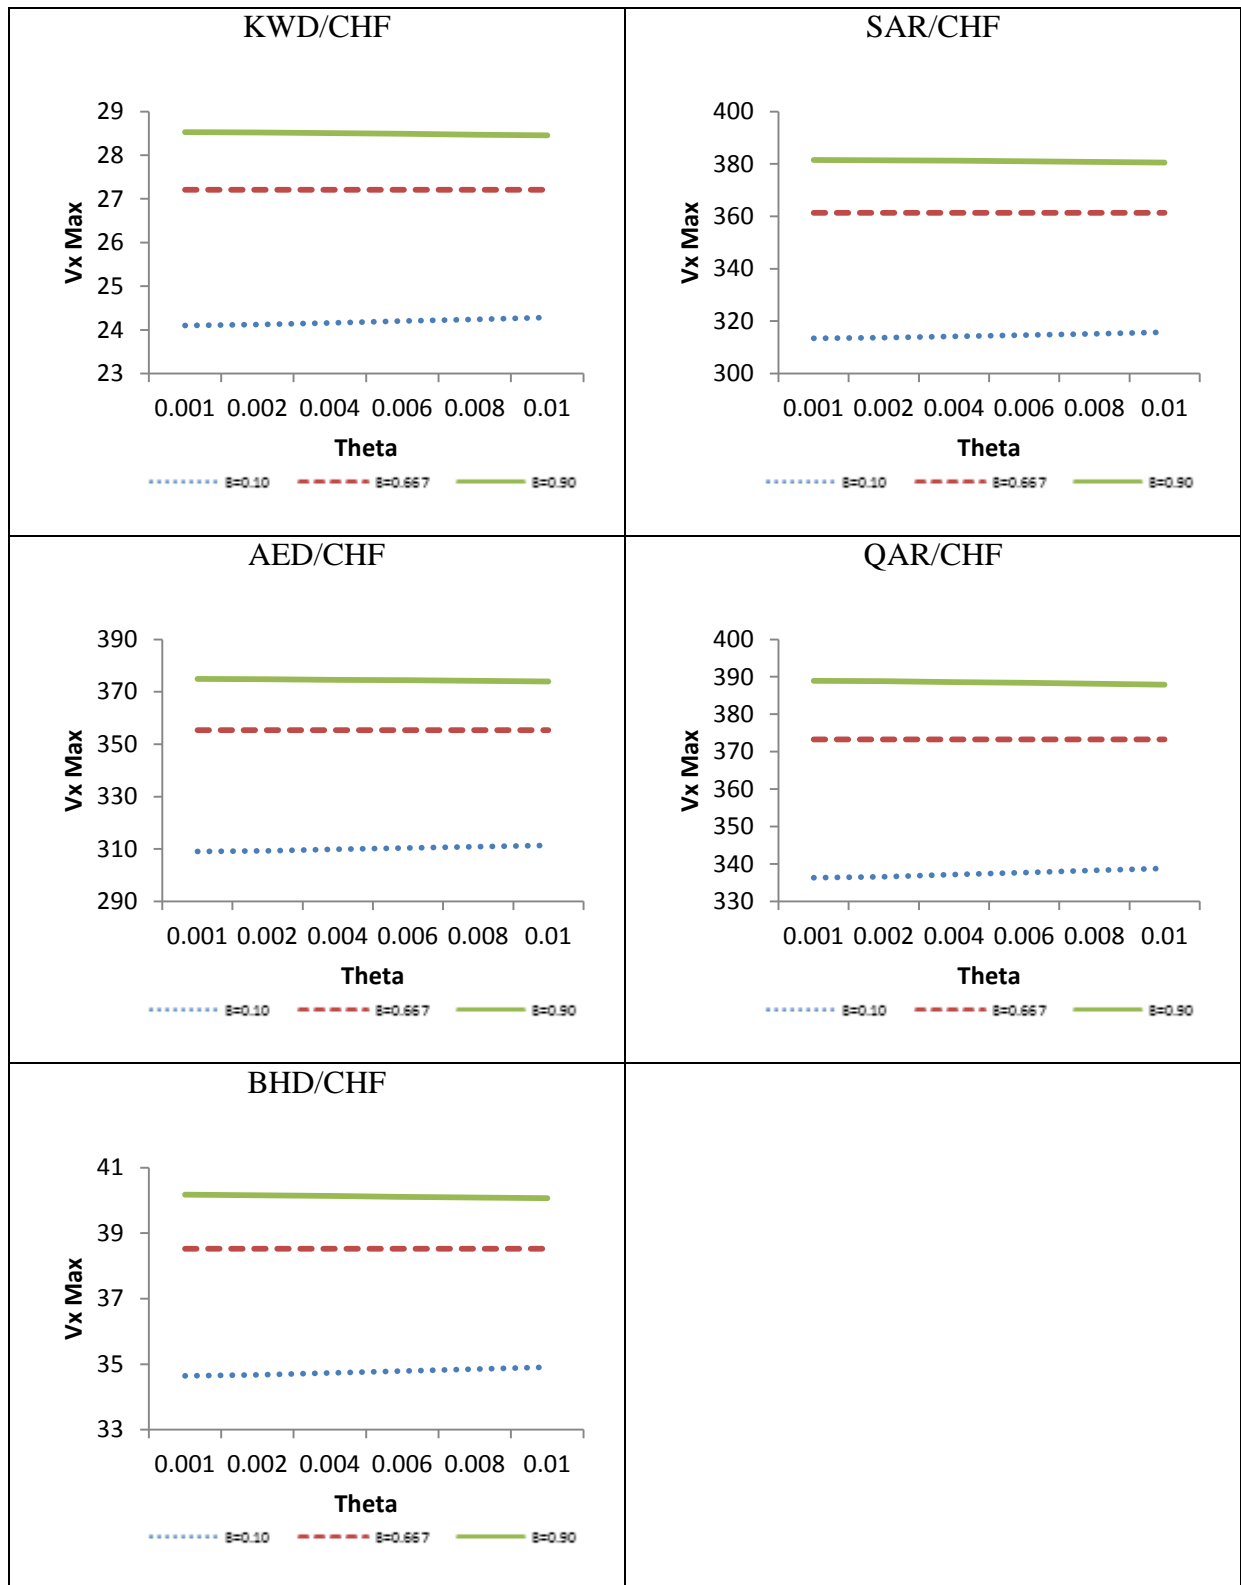 KWD/CHF
29
28
27
26
25
24
23
Vx Max
0.001 0.002 0.004 0.006 0.008 0.01
Theta
B=0.10 B=0.667 B=0.90
SAR/CHF
400
380
360
340
320
300
Vx Max
0.001 0.002 0.004 0.006 0.008 0.01
Theta
B=0.10 B=0.667 B=0.90
AED/CHF
390
370
350
330
310
290
Vx Max
0.001 0.002 0.004 0.006 0.008 0.01
Theta
B=0.10 B=0.667 B=0.90
QAR/CHF
400
390
380
370
360
350
340
330
Vx Max
0.001 0.002 0.004 0.006 0.008 0.01
Theta
B=0.10 B=0.667 B=0.90
BHD/CHF
41
39
37
35
33
Vx Max
0.001 0.002 0.004 0.006 0.008 0.01
Theta
B=0.10 B=0.667 B=0.90